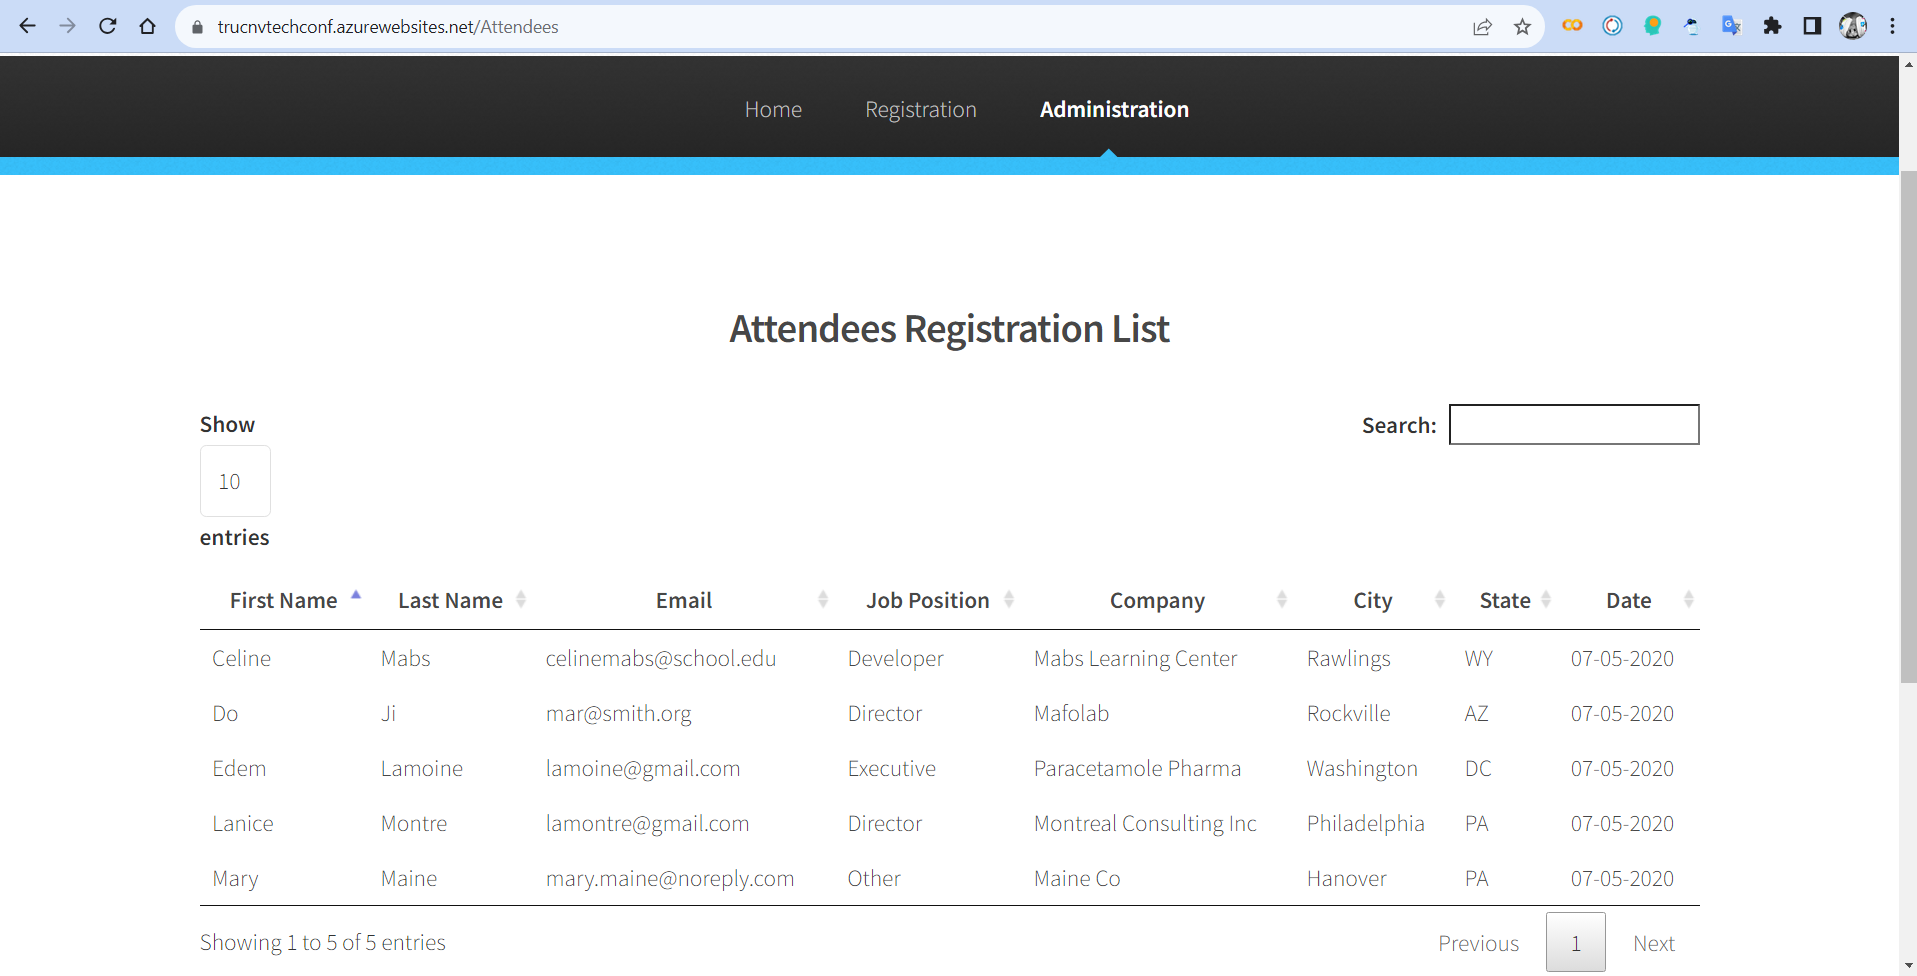 trucnvtechconf.azurewebsites.net/Attendees
Home Registration Administration
Attendees Registration List
Show
Search:
10
entries
First Name Last Name Email Job Position Company City State Date
Celine Mabs celinemabs@school.edu Developer Mabs Learning Center Rawlings WY 07-05-2020
Do Ji mar@smith.org Director Mafolab Rockville AZ 07-05-2020
Edem Lamoine lamoine@gmail.com Executive Paracetamole Pharma Washington DC 07-05-2020
Lanice Montre lamontre@gmail.com Director Montreal Consulting Inc Philadelphia PA 07-05-2020
Mary Maine mary.maine@noreply.com Other Maine Co Hanover PA 07-05-2020
Showing 1 to 5 of 5 entries
Previous 1 Next